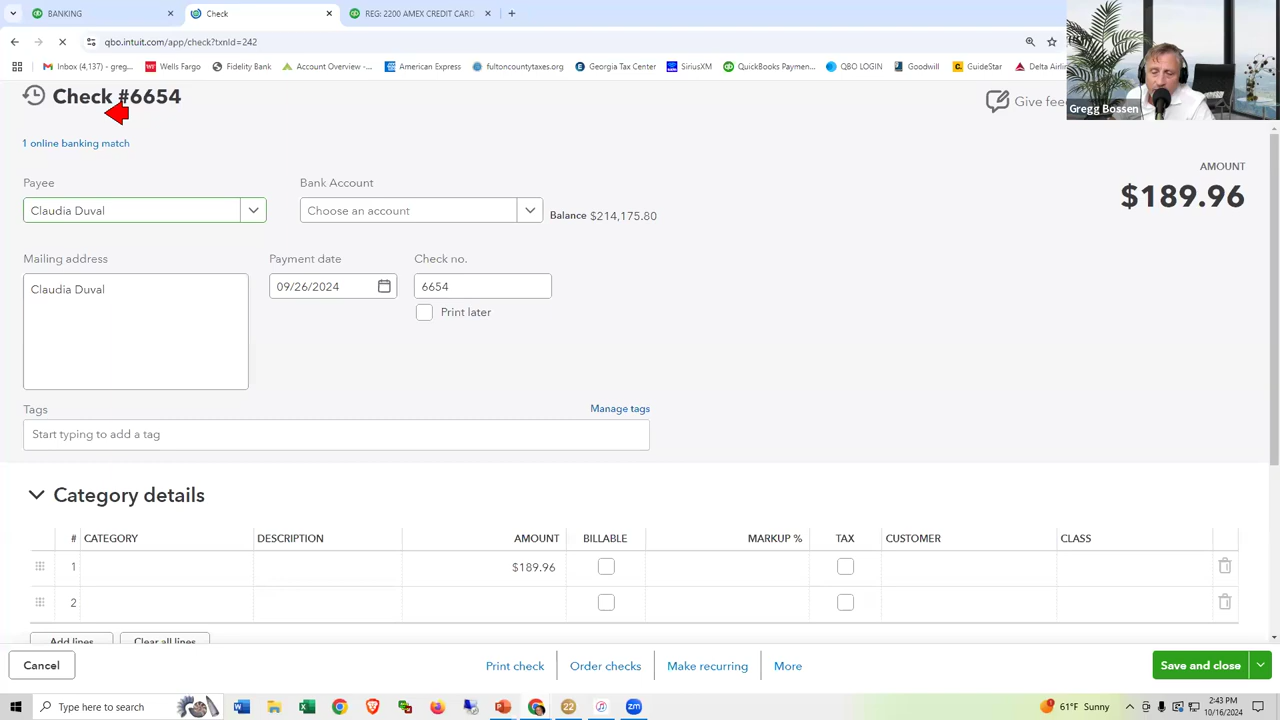 BANKING
Check
REG: 2200 AMEX CREDIT CARD
qbo.intuit.com/app/check?txnId=242
Inbox (4,137) - greg...
Wells Fargo
Fidelity Bank
Account Overview -...
American Express
fultoncountytaxes.org
Georgia Tax Center
SiriusXM
QuickBooks Paymen...
QBO LOGIN
Goodwill
GuideStar
Delta Airli
Check #6654
Give fee
Gregg Bossen
1 online banking match
AMOUNT
$189.96
Payee
Bank Account
Claudia Duval
Choose an account
Balance $214,175.80
Mailing address
Payment date
Check no.
Claudia Duval
09/26/2024
6654
Print later
Tags
Manage tags
Start typing to add a tag
Category details
# CATEGORY DESCRIPTION AMOUNT BILLABLE MARKUP % TAX CUSTOMER CLASS
1 $189.96
2
Add lines
Clear all lines
Cancel
Print check
Order checks
Make recurring
More
Save and close
Type here to search
22
zm
61°F Sunny
2:43 PM
10/16/2024